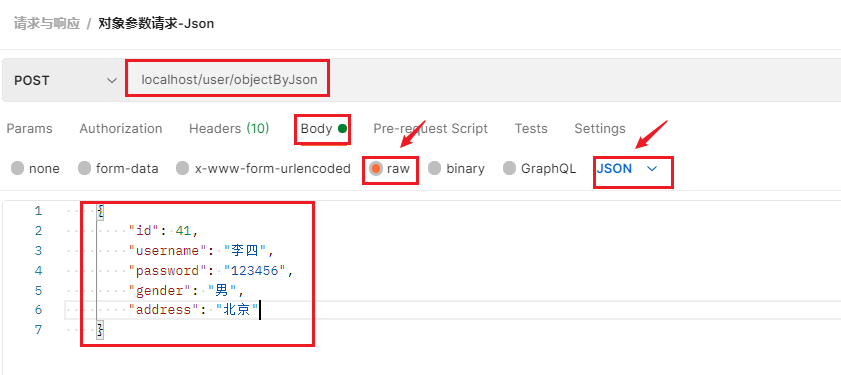 请求与响应 / 对象参数请求-Json
POST localhost/user/objectByJson
Params Authorization Headers (10) Body Pre-request Script Tests Settings
none form-data x-www-form-urlencoded raw binary GraphQL JSON
1 {
2 "id": 41,
3 "username": "李四",
4 "password": "123456",
5 "gender": "男",
6 "address": "北京"
7 }